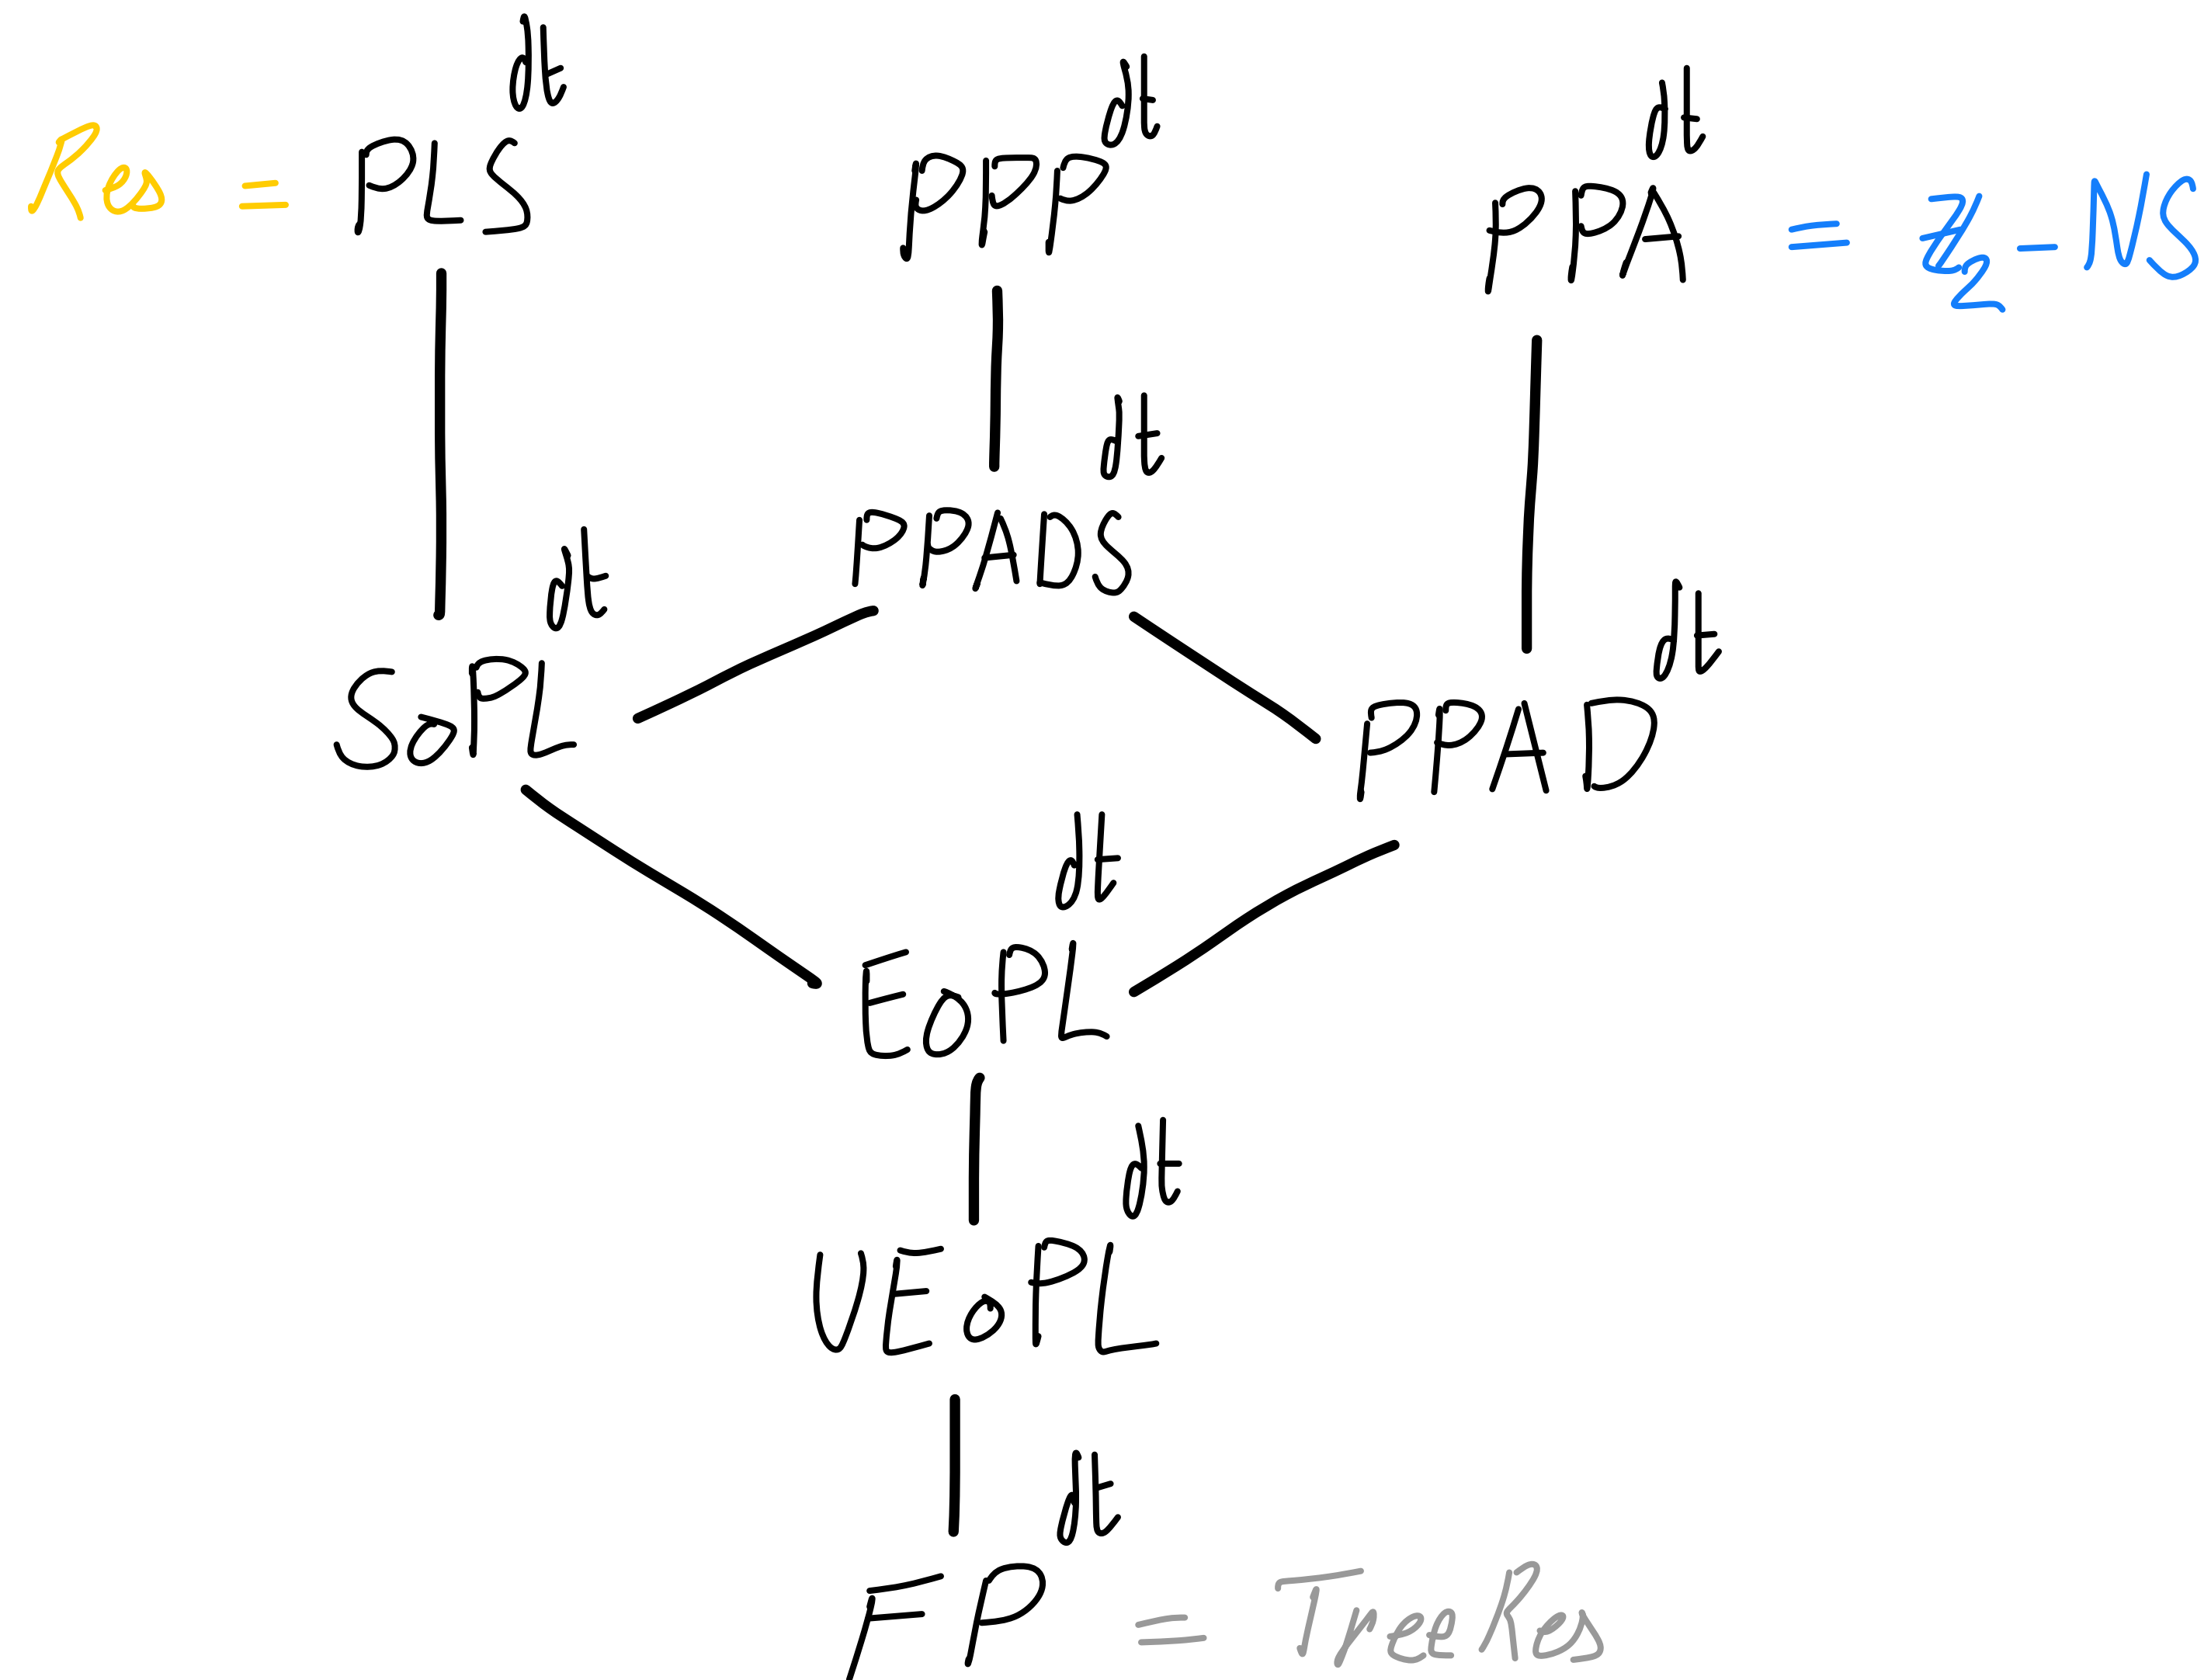 Res = PLS^dt
PPP^dt
PPA^dt = ℤ₂-NS
PPADS^dt
SoPL^dt
PPAD^dt
EoPL^dt
UEoPL^dt
FP^dt = TreeRes